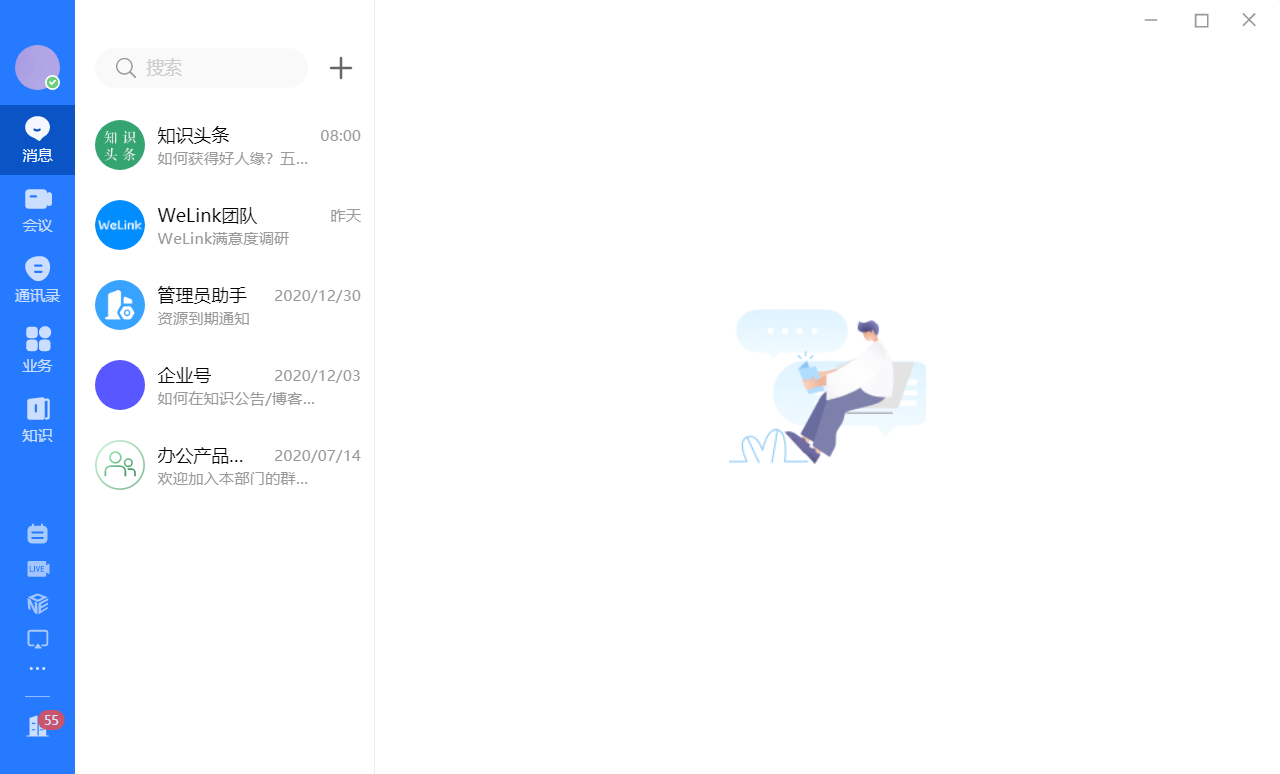 搜索
消息
会议
通讯录
业务
知识
LIVE
55
知 识
头 条
知识头条
08:00
如何获得好人缘？五...
WeLink
WeLink团队
昨天
WeLink满意度调研
管理员助手
2020/12/30
资源到期通知
企业号
2020/12/03
如何在知识公告/博客...
办公产品...
2020/07/14
欢迎加入本部门的群...